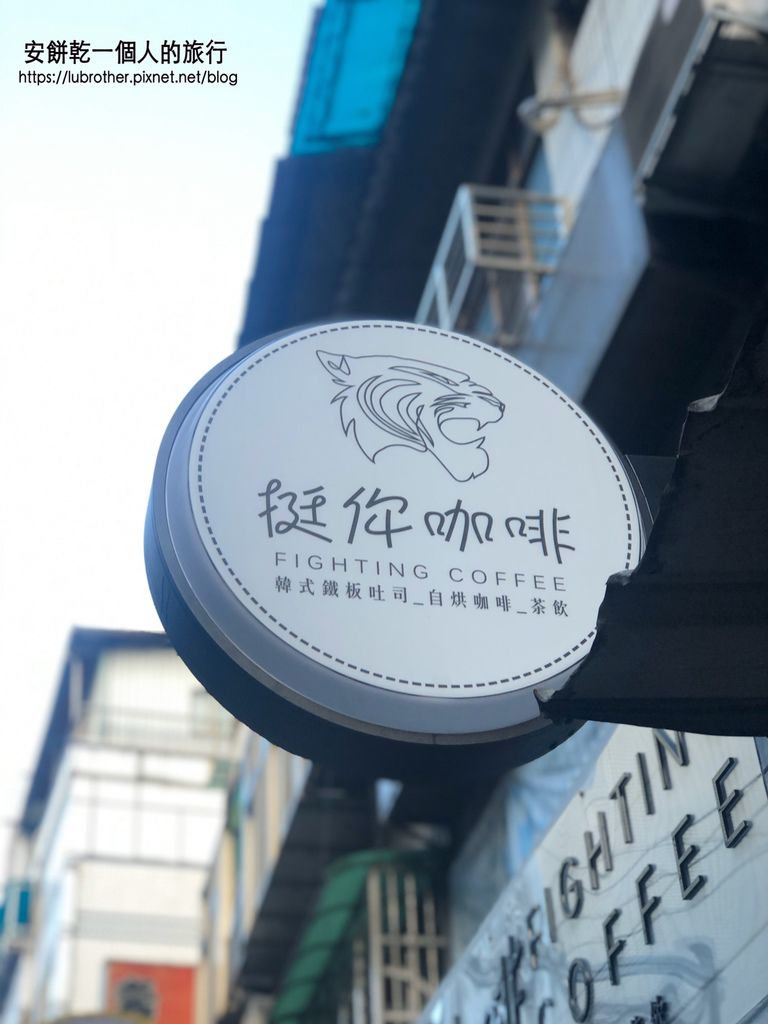 安餅乾一個人的旅行
https://lubrother.pixnet.net/blog
挺你咖啡
FIGHTING COFFEE
韓式鐵板吐司_自烘咖啡_茶飲
FIGHTIN
COFFEE